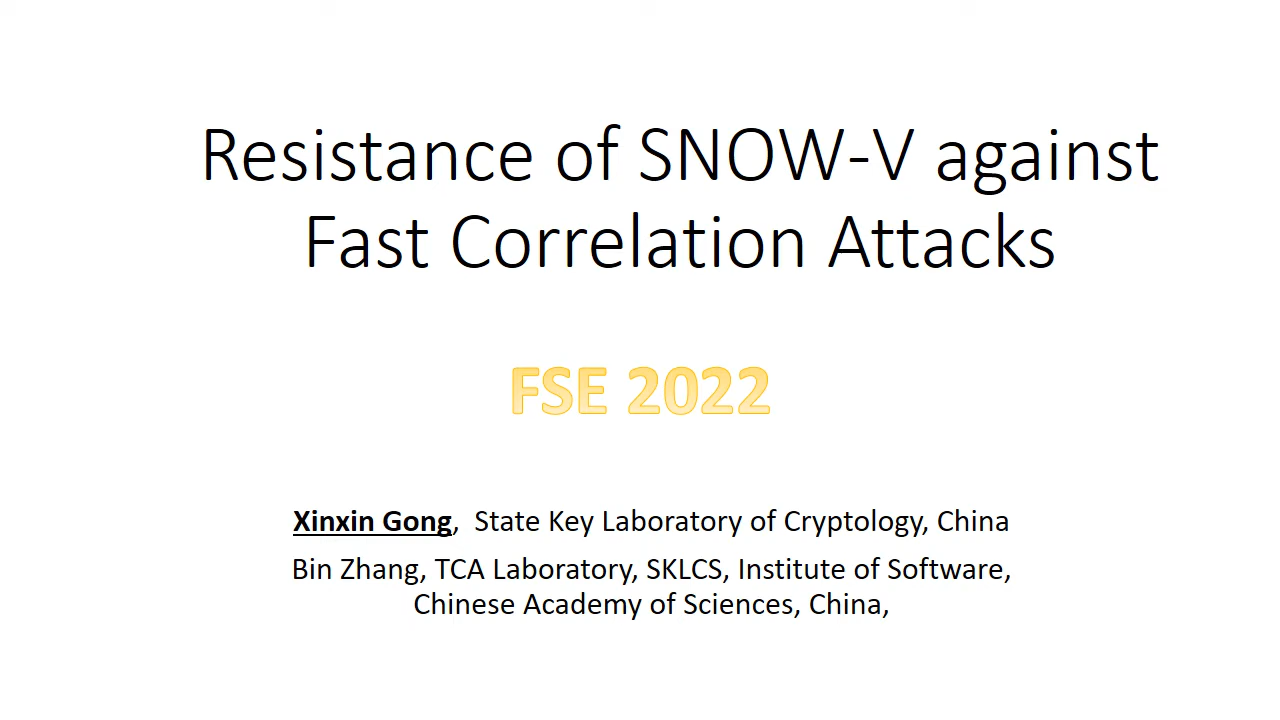 Resistance of SNOW-V against
Fast Correlation Attacks
FSE 2022
Xinxin Gong, State Key Laboratory of Cryptology, China
Bin Zhang, TCA Laboratory, SKLCS, Institute of Software,
Chinese Academy of Sciences, China,